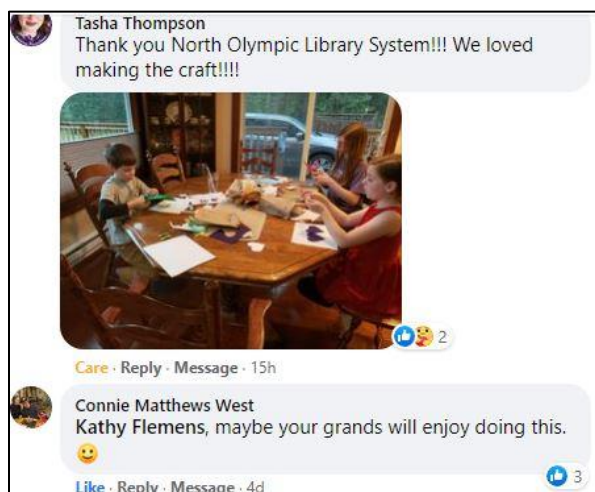 Tasha Thompson
Thank you North Olympic Library System!!! We loved
making the craft!!!!
2
Care · Reply · Message · 15h
Connie Matthews West
Kathy Flemens, maybe your grands will enjoy doing this.
😀
3
Like · Reply · Message · 4d